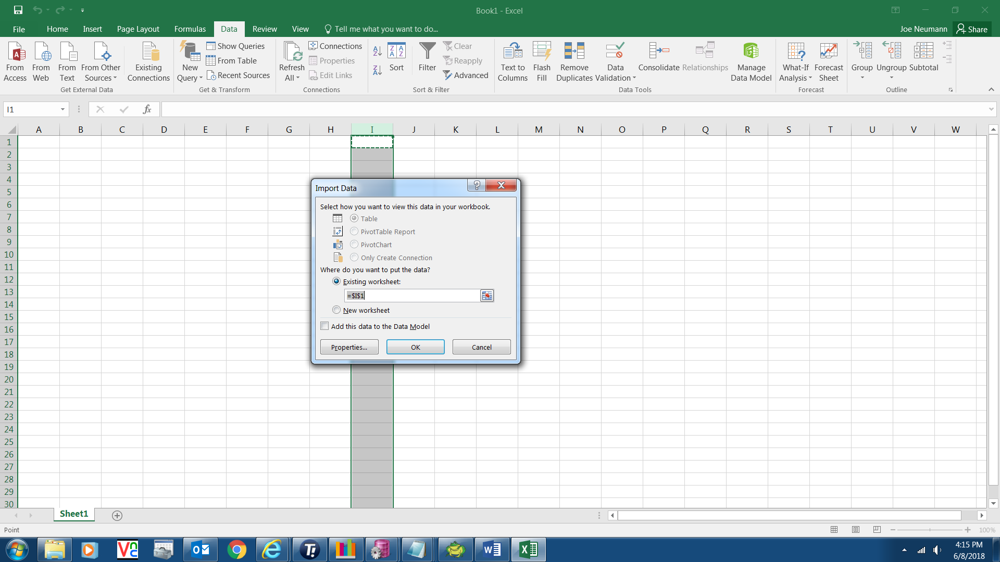 Book1 - Excel
File Home Insert Page Layout Formulas Data Review View Tell me what you want to do... Joe Neumann Share
From Access
From Web
From Text
From Other Sources
Existing Connections
Get External Data
New Query
Show Queries
From Table
Recent Sources
Get & Transform
Refresh All
Connections
Properties
Edit Links
Connections
Sort
Filter
Clear
Reapply
Advanced
Sort & Filter
Text to Columns
Flash Fill
Remove Duplicates
Data Validation
Consolidate
Relationships
Manage Data Model
Data Tools
What-If Analysis
Forecast Sheet
Forecast
Group
Ungroup
Subtotal
Outline
I1 fx
A B C D E F G H I J K L M N O P Q R S T U V W
1
2
3
4
5
6
7
8
9
10
11
12
13
14
15
16
17
18
19
20
21
22
23
24
25
26
27
28
29
30
Import Data
Select how you want to view this data in your workbook.
Table
PivotTable Report
PivotChart
Only Create Connection
Where do you want to put the data?
Existing worksheet:
=$I$1
New worksheet
Add this data to the Data Model
Properties... OK Cancel
Sheet1
Point 100%
4:15 PM
6/8/2018